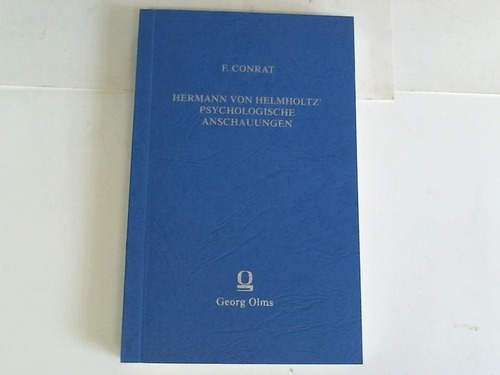 F. CONRAT
HERMANN VON HELMHOLTZ'
PSYCHOLOGISCHE
ANSCHAUUNGEN
Georg Olms